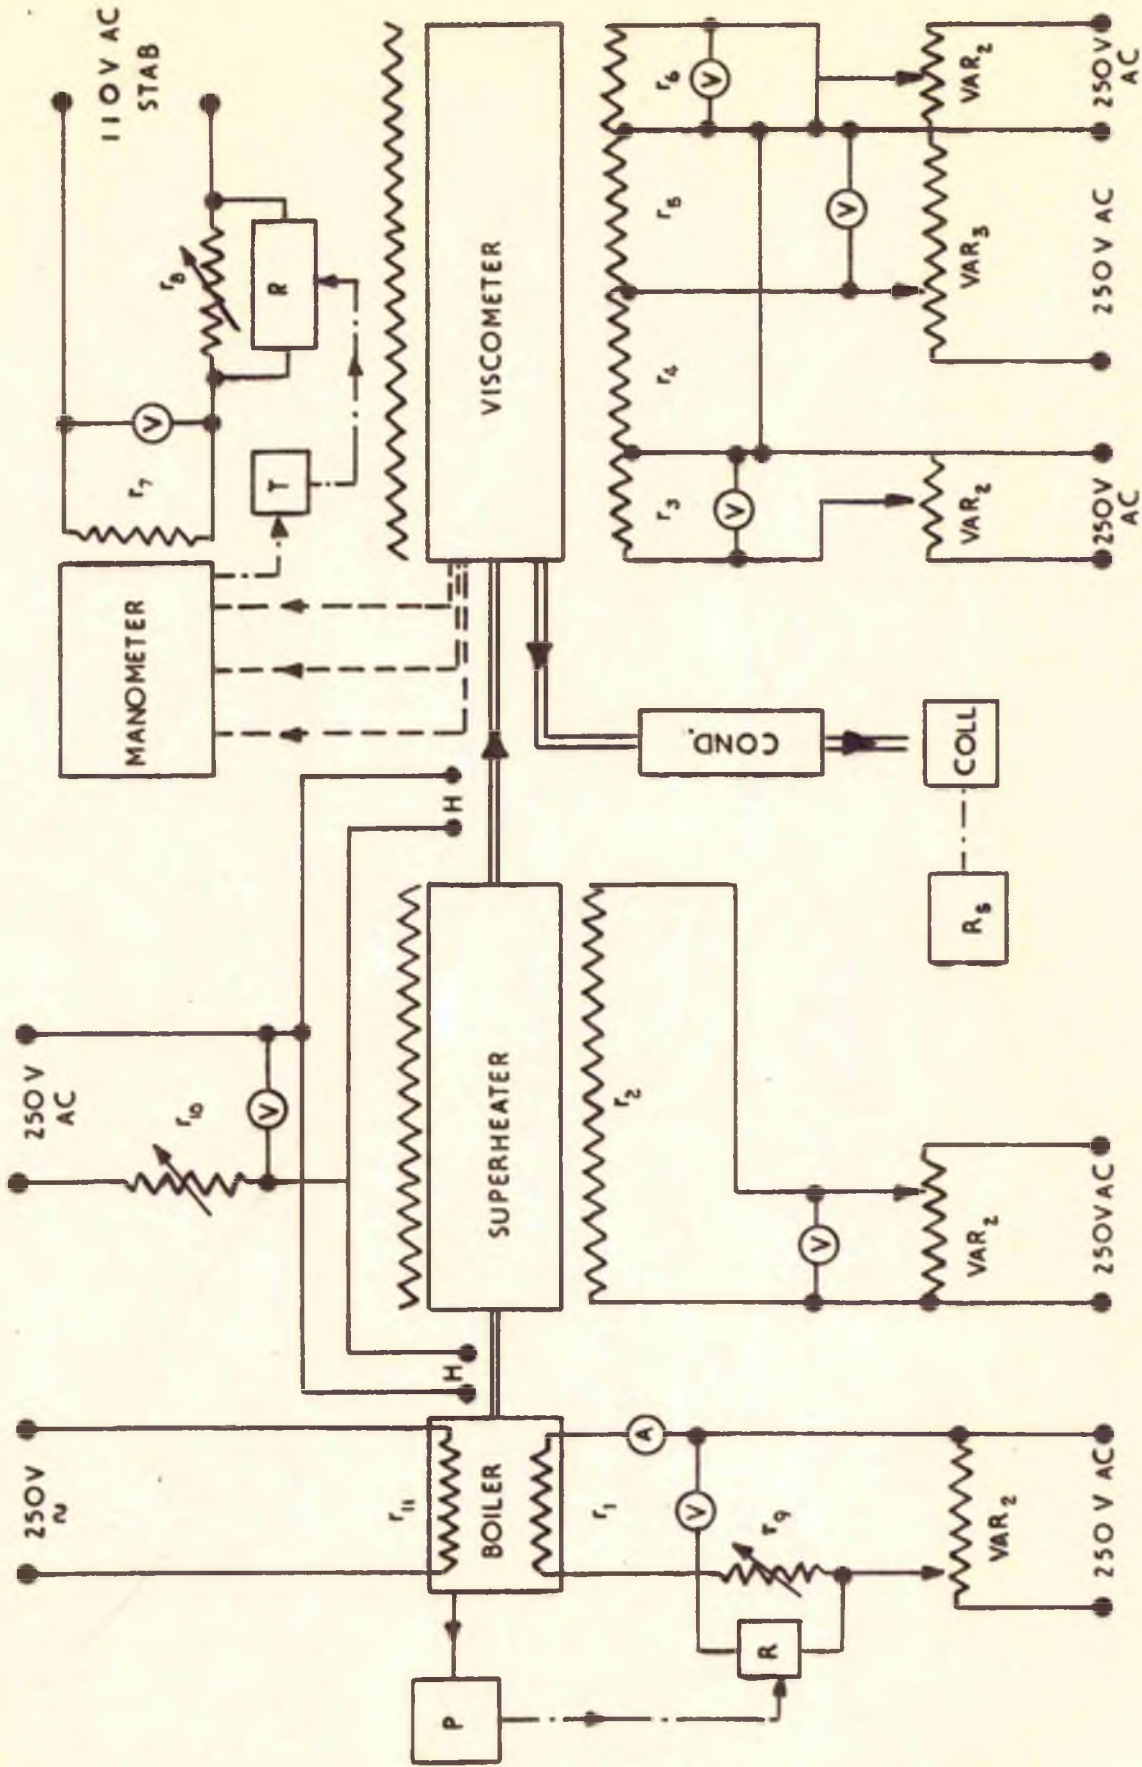 250V
~
250V
AC
110V AC
STAB
r₁₀
V
r₈
R
V
r₇
T
MANOMETER
H
H
r₁₁
BOILER
SUPERHEATER
VISCOMETER
P
r₁
A
V
r₉
R
VAR₂
250 V AC
r₂
V
VAR₂
250V AC
COND.
COLL
Rs
r₃
r₄
r₅
r₆
V
V
V
VAR₂
VAR₃
VAR₂
250V
AC
250V AC
250V
AC